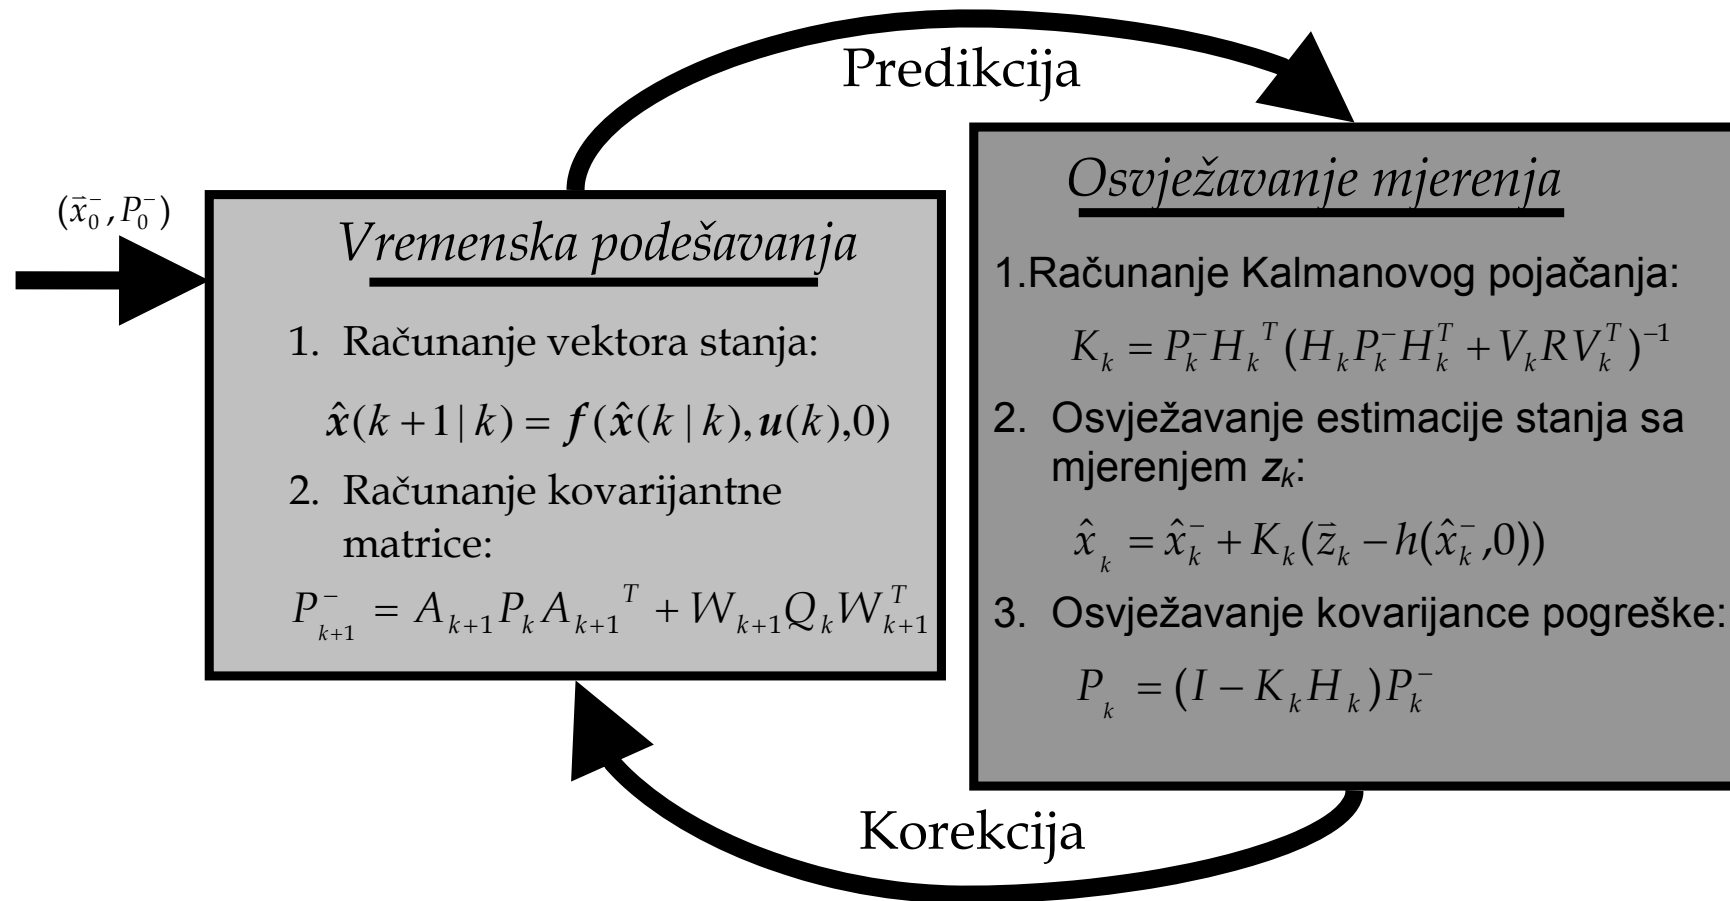 Predikcija
(x̄₀⁻, P₀⁻)
Vremenska podešavanja
1. Računanje vektora stanja:
x̂(k+1|k) = f(x̂(k|k),u(k),0)
2. Računanje kovarijantne
matrice:
P⁻ₖ₊₁ = Aₖ₊₁PₖAₖ₊₁ᵀ + Wₖ₊₁QₖWᵀₖ₊₁
Osvježavanje mjerenja
1.Računanje Kalmanovog pojačanja:
Kₖ = Pₖ⁻Hₖᵀ(HₖPₖ⁻Hₖᵀ + VₖRVₖᵀ)⁻¹
2. Osvježavanje estimacije stanja sa
mjerenjem zₖ:
x̂ₖ = x̂ₖ⁻ + Kₖ(z̄ₖ − h(x̂ₖ⁻,0))
3. Osvježavanje kovarijance pogreške:
Pₖ = (I − KₖHₖ)Pₖ⁻
Korekcija